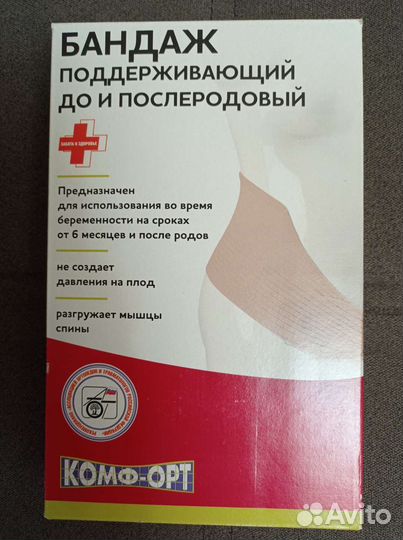 БАНДАЖ
ПОДДЕРЖИВАЮЩИЙ
ДО И ПОСЛЕРОДОВЫЙ
ЗАБОТА О ЗДОРОВЬЕ
Предназначен
для использования во время
беременности на сроках
от 6 месяцев и после родов
не создает
давления на плод
разгружает мышцы
спины
КОМФ-ОРТ
Avito